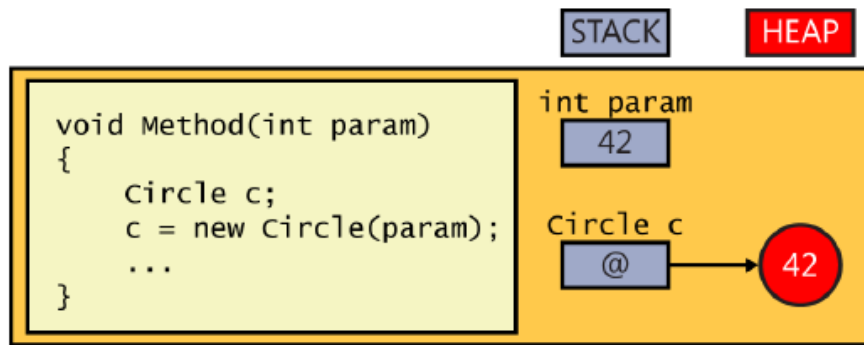 STACK
HEAP
void Method(int param)
{
    Circle c;
    c = new Circle(param);
    ...
}
int param
42
Circle c
@
42